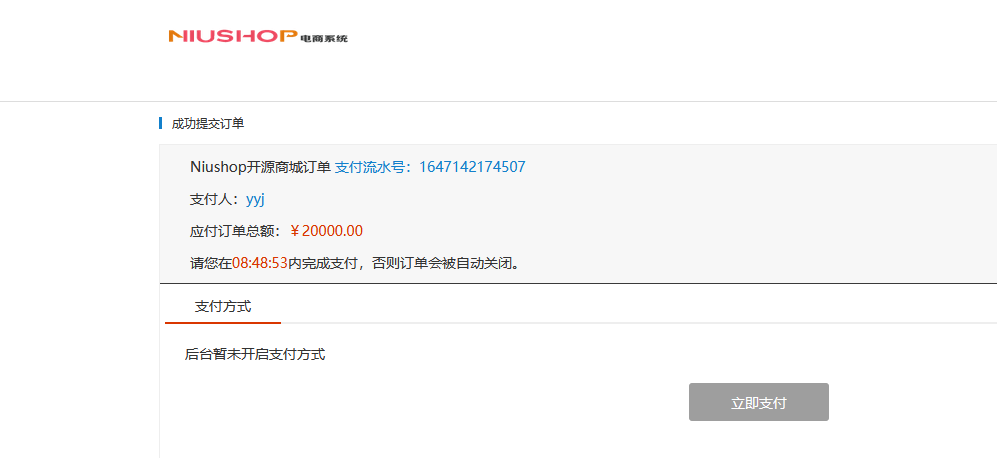 NIUSHOP电商系统
成功提交订单
Niushop开源商城订单 支付流水号：1647142174507
支付人：yyj
应付订单总额：￥20000.00
请您在08:48:53内完成支付，否则订单会被自动关闭。
支付方式
后台暂未开启支付方式
立即支付